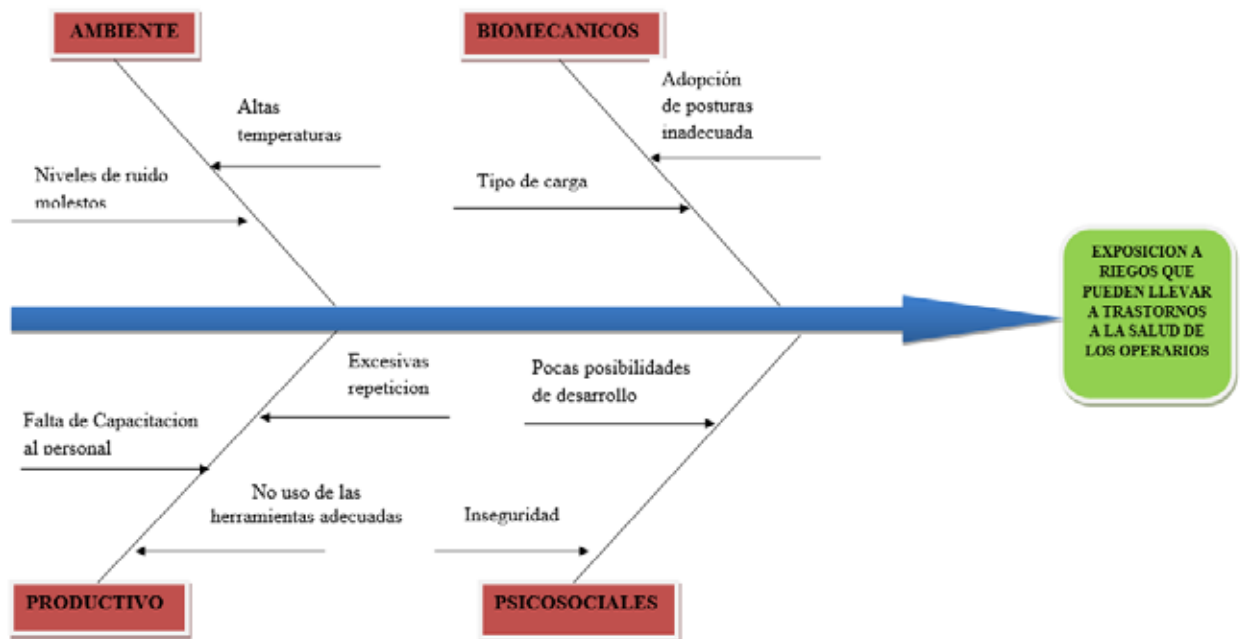 AMBIENTE
BIOMECANICOS
Altas
temperaturas
Niveles de ruido
molestos
Adopción
de posturas
inadecuada
Tipo de carga
EXPOSICION A
RIEGOS QUE
PUEDEN LLEVAR
A TRASTORNOS
A LA SALUD DE
LOS OPERARIOS
Excesivas
repeticion
Falta de Capacitacion
al personal
No uso de las
herramientas adecuadas
Pocas posibilidades
de desarrollo
Inseguridad
PRODUCTIVO
PSICOSOCIALES